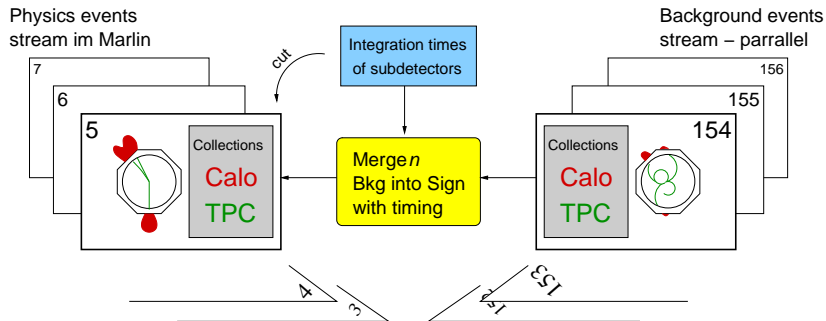 Physics events
stream im Marlin
Background events
stream – parrallel
7
6
5
Collections
Calo
TPC
cut
Integration times
of subdetectors
Merge n
Bkg into Sign
with timing
156
155
154
Collections
Calo
TPC
4
3
152
153